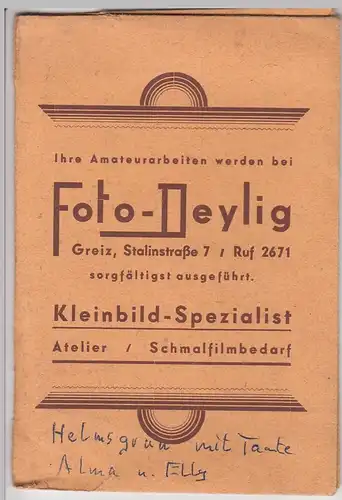 Ihre Amateurarbeiten werden bei
Foto-Deylig
Greiz, Stalinstraße 7 / Ruf 2671
sorgfältigst ausgeführt.
Kleinbild-Spezialist
Atelier / Schmalfilmbedarf
Helmsgrün mit Tante
Alma u. Elly